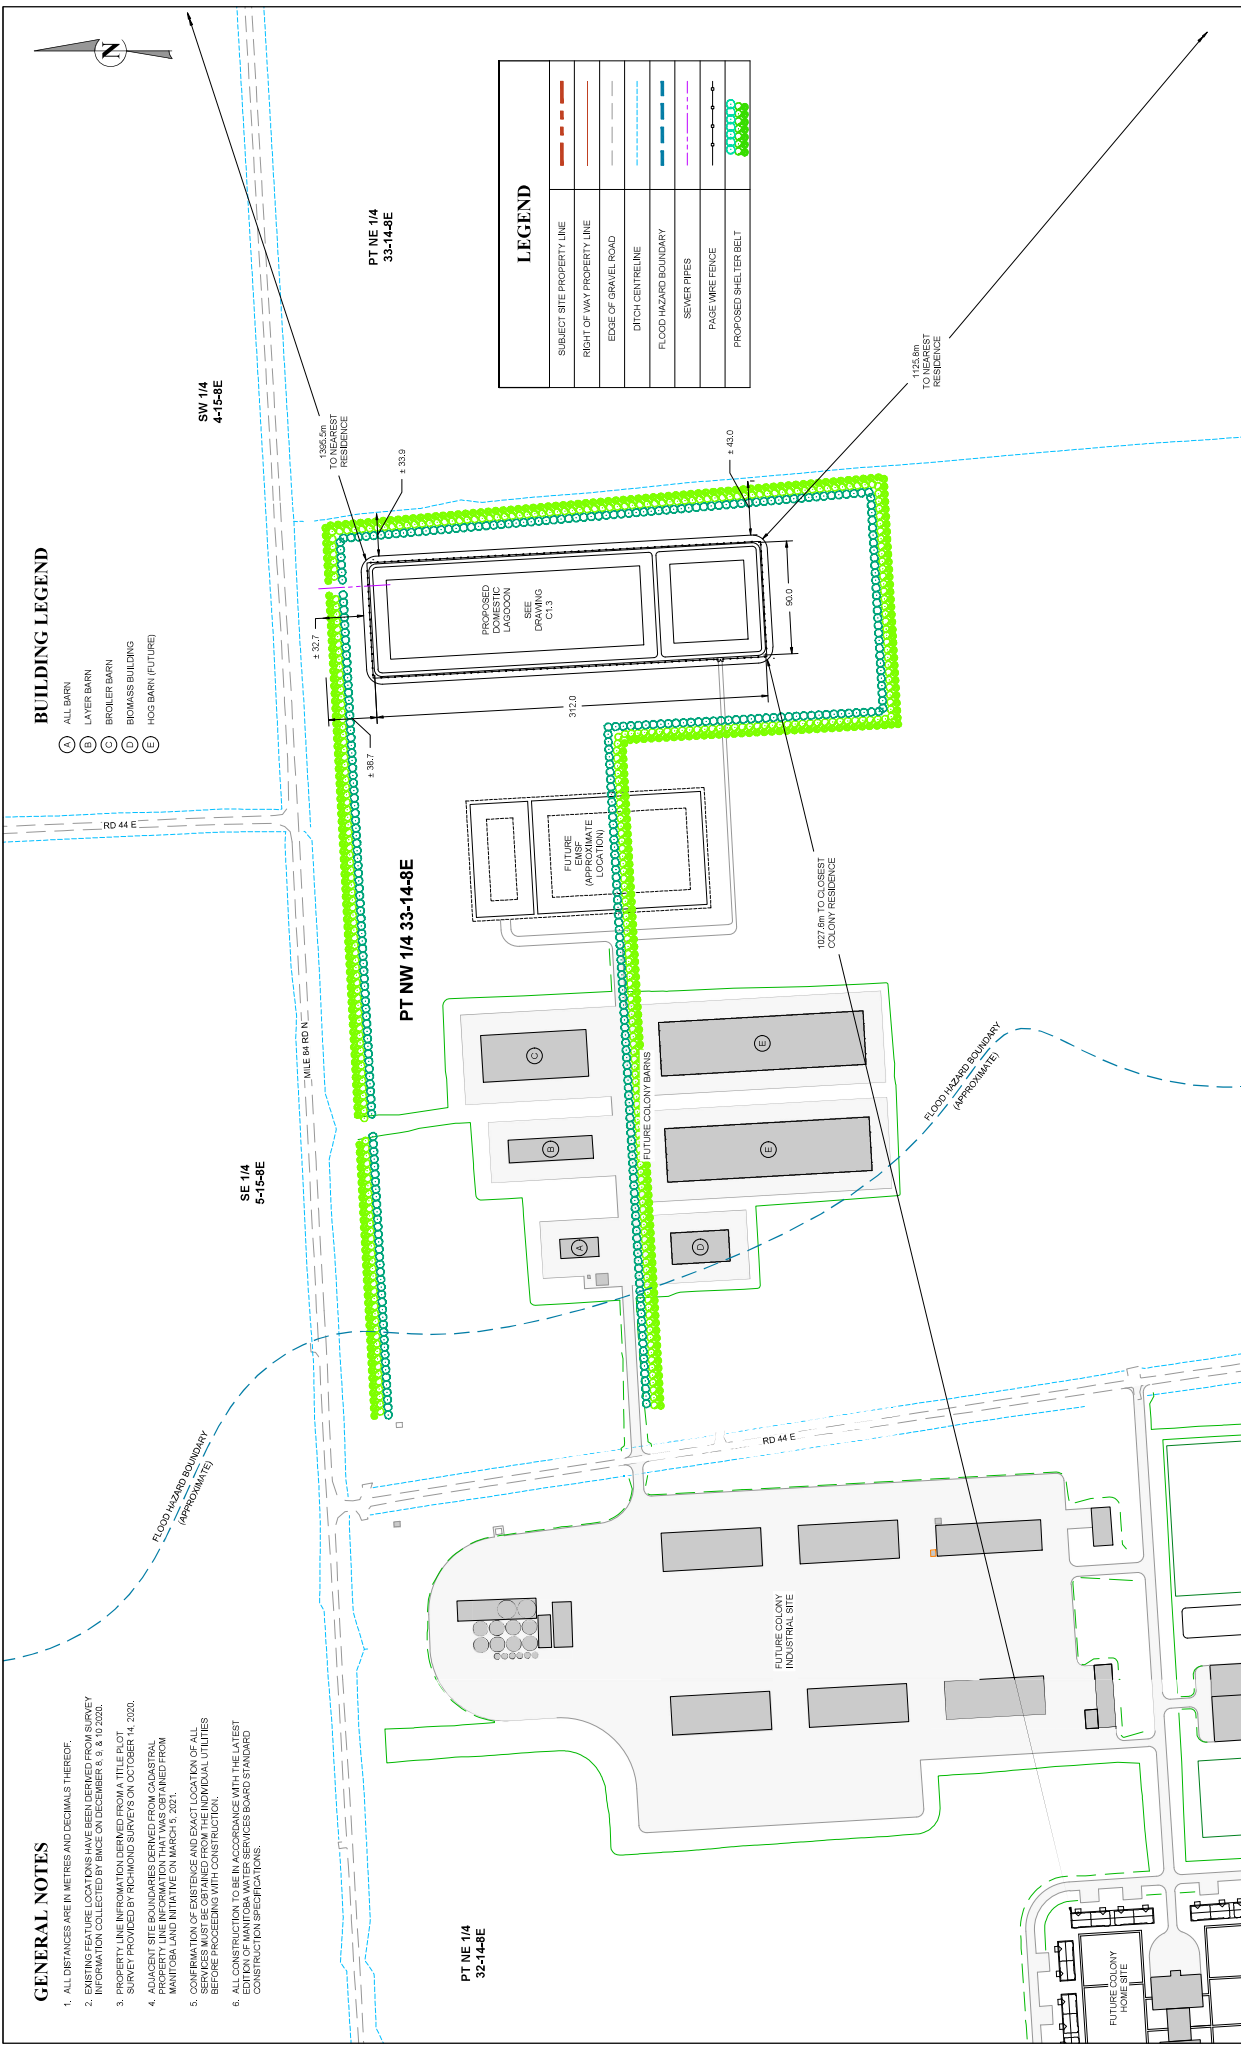 GENERAL NOTES
1. ALL DISTANCES ARE IN METRES AND DECIMALS THEREOF.
2. EXISTING FEATURE LOCATIONS HAVE BEEN DERIVED FROM SURVEY
INFORMATION COLLECTED BY BMCE ON DECEMBER 8, 9, & 10 2020.
3. PROPERTY LINE INFROMATION DERIVED FROM A TITLE PLOT
SURVEY PROVIDED BY RICHMOND SURVEYS ON OCTOBER 14, 2020.
4. ADJACENT SITE BOUNDARIES DERIVED FROM CADASTRAL
PROPERTY LINE INFORMATION THAT WAS OBTAINED FROM
MANITOBA LAND INITIATIVE ON MARCH 5, 2021.
5. CONFIRMATION OF EXISTENCE AND EXACT LOCATION OF ALL
SERVICES MUST BE OBTAINED FROM THE INDIVIDUAL UTILITIES
BEFORE PROCEEDING WITH CONSTRUCTION.
6. ALL CONSTRUCTION TO BE IN ACCORDANCE WITH THE LATEST
EDITION OF MANITOBA WATER SERVICES BOARD STANDARD
CONSTRUCTION SPECIFICATIONS.
BUILDING LEGEND
A ALL BARN
B LAYER BARN
C BROILER BARN
D BIOMASS BUILDING
E HOG BARN (FUTURE)
N
FLOOD HAZARD BOUNDARY
(APPROXIMATE)
SE 1/4
5-15-8E
RD 44 E
SW 1/4
4-15-8E
MILE 84 RD N
PT NE 1/4
33-14-8E
1395.5m
TO NEAREST
RESIDENCE
± 32.7
± 38.7
± 33.9
PT NW 1/4 33-14-8E
312.0
PROPOSED
DOMESTIC
LAGOOON
SEE
DRAWING
C1.3
90.0
± 43.0
1125.8m
TO NEAREST
RESIDENCE
LEGEND
SUBJECT SITE PROPERTY LINE
RIGHT OF WAY PROPERTY LINE
EDGE OF GRAVEL ROAD
DITCH CENTRELINE
FLOOD HAZARD BOUNDARY
SEWER PIPES
PAGE WIRE FENCE
PROPOSED SHELTER BELT
FUTURE
EMSF
(APPROXIMATE
LOCATION)
1027.6m TO CLOSEST
COLONY RESIDENCE
C
B
A
D
E
E
FUTURE COLONY BARNS
FLOOD HAZARD BOUNDARY
(APPROXIMATE)
RD 44 E
FUTURE COLONY
INDUSTRIAL SITE
PT NE 1/4
32-14-8E
FUTURE COLONY
HOME SITE